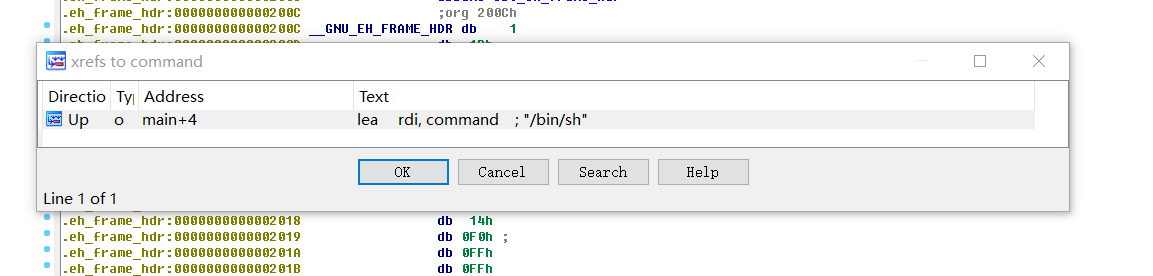 .eh_frame_hdr:000000000000200C ;org 200Ch
.eh_frame_hdr:000000000000200C __GNU_EH_FRAME_HDR db 1
xrefs to command
Directio Ty Address Text
Up o main+4 lea rdi, command ; "/bin/sh"
OK Cancel Search Help
Line 1 of 1
.eh_frame_hdr:0000000000002018 db 14h
.eh_frame_hdr:0000000000002019 db 0F0h ;
.eh_frame_hdr:000000000000201A db 0FFh
.eh_frame_hdr:000000000000201B db 0FFh